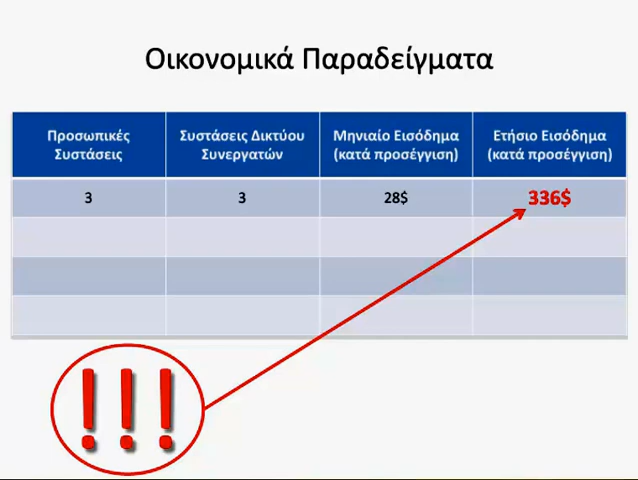 Οικονομικά Παραδείγματα
Προσωπικές Συστάσεις Δικτύου Μηνιαίο Εισόδημα Ετήσιο Εισόδημα
Συστάσεις Συνεργατών (κατά προσέγγιση) (κατά προσέγγιση)
3 3 28$ 336$
!!!